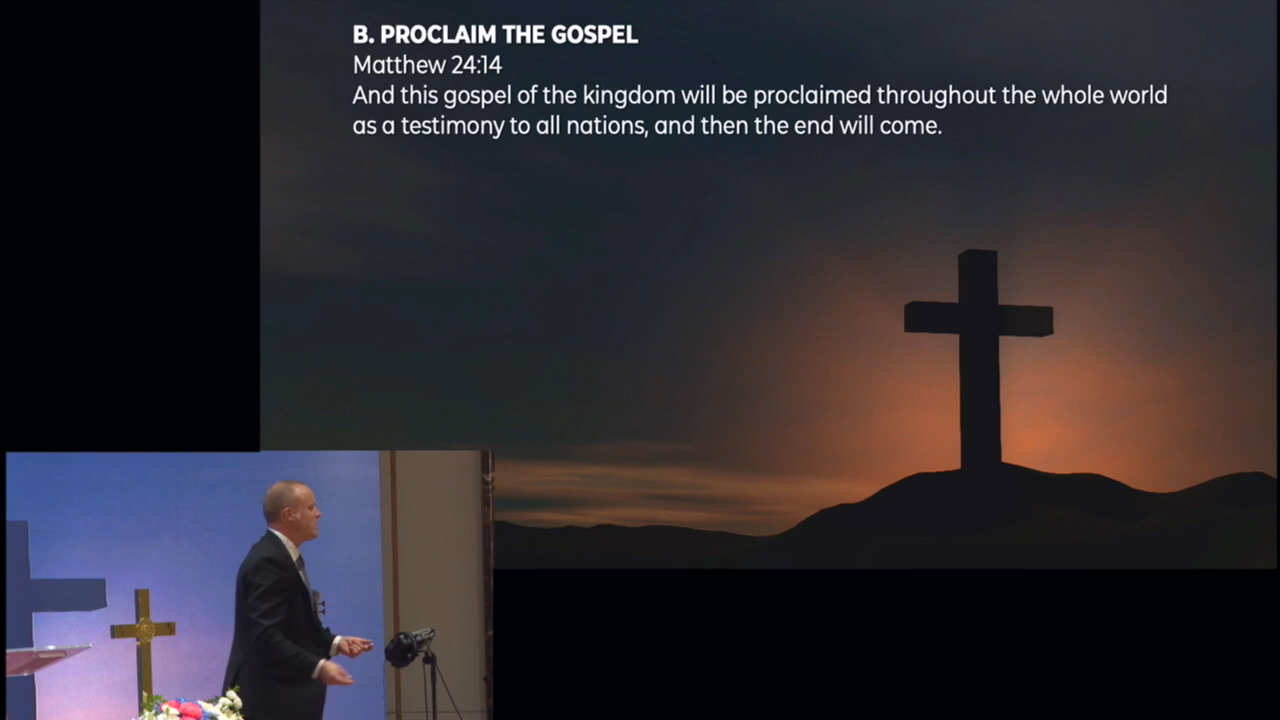 B. PROCLAIM THE GOSPEL
Matthew 24:14
And this gospel of the kingdom will be proclaimed throughout the whole world
as a testimony to all nations, and then the end will come.